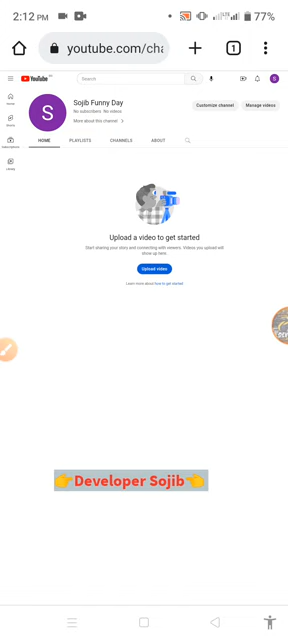 2:12 PM
77%
youtube.com/cha
1
YouTube
Search
S
S
Sojib Funny Day
No subscribers No videos
More about this channel
Customize channel
Manage videos
Home
Shorts
Subscriptions
Library
HOME PLAYLISTS CHANNELS ABOUT
Upload a video to get started
Start sharing your story and connecting with viewers. Videos you upload will
show up here.
Upload video
Learn more about how to get started
👉Developer Sojib👈